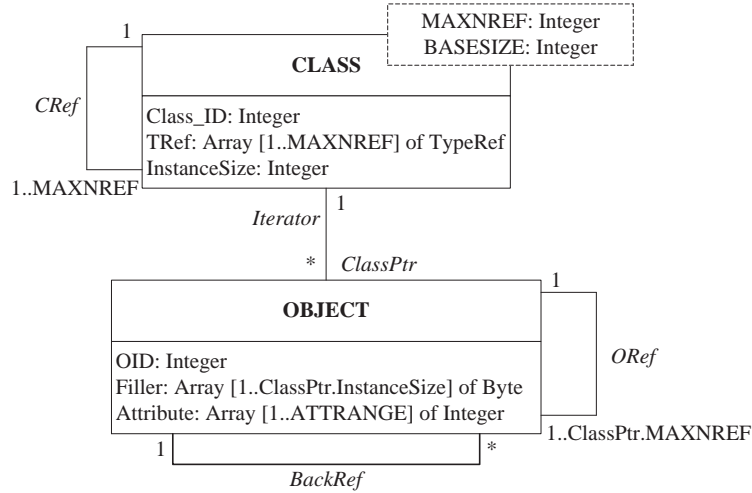 MAXNREF: Integer
BASESIZE: Integer
1
CLASS
CRef
Class_ID: Integer
TRef: Array [1..MAXNREF] of TypeRef
InstanceSize: Integer
1..MAXNREF
1
Iterator
*
ClassPtr
1
OBJECT
ORef
OID: Integer
Filler: Array [1..ClassPtr.InstanceSize] of Byte
Attribute: Array [1..ATTRANGE] of Integer
1..ClassPtr.MAXNREF
1
*
BackRef